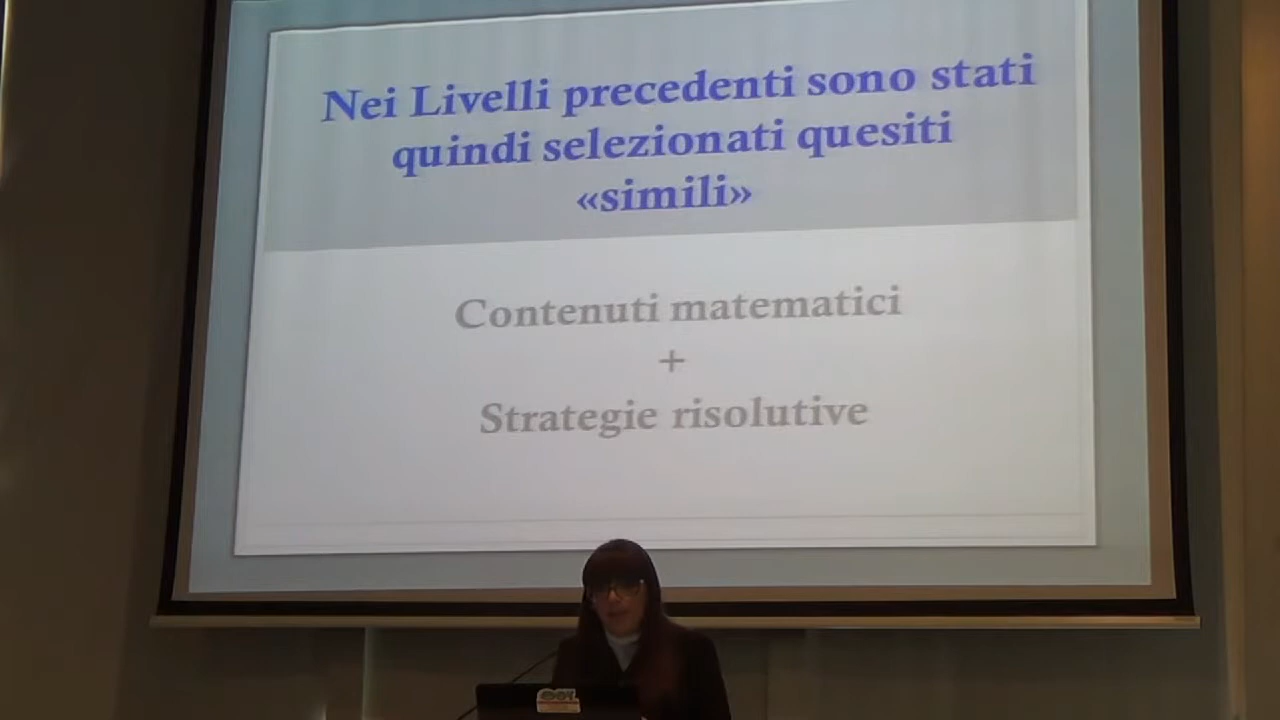 Nei Livelli precedenti sono stati
quindi selezionati quesiti
«simili»
Contenuti matematici
+
Strategie risolutive